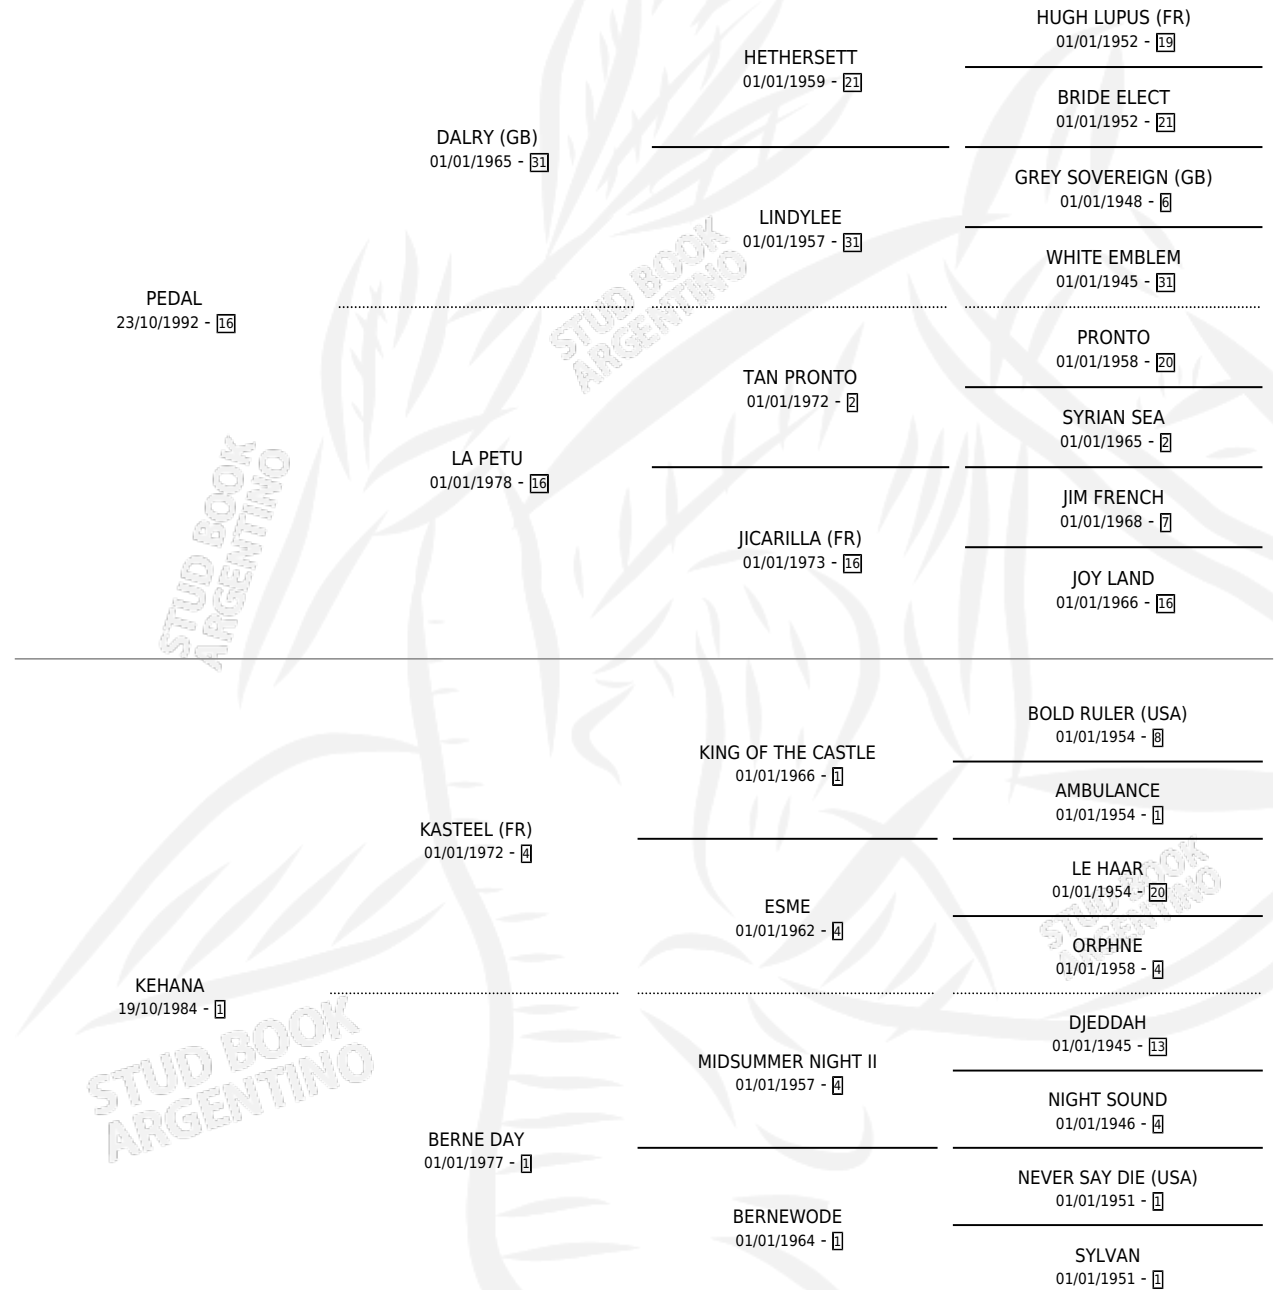 HUGH LUPUS (FR)
01/01/1952 - 19
HETHERSETT
01/01/1959 - 21
BRIDE ELECT
01/01/1952 - 21
DALRY (GB)
01/01/1965 - 31
GREY SOVEREIGN (GB)
01/01/1948 - 6
LINDYLEE
01/01/1957 - 31
WHITE EMBLEM
01/01/1945 - 31
PEDAL
23/10/1992 - 16
STUD BOOK
ARGENTINO
PRONTO
01/01/1958 - 20
TAN PRONTO
01/01/1972 - 2
SYRIAN SEA
01/01/1965 - 2
LA PETU
01/01/1978 - 16
JIM FRENCH
01/01/1968 - 7
JICARILLA (FR)
01/01/1973 - 16
JOY LAND
01/01/1966 - 16
STUD BOOK
ARGENTINO
BOLD RULER (USA)
01/01/1954 - 8
KING OF THE CASTLE
01/01/1966 - 1
AMBULANCE
01/01/1954 - 1
KASTEEL (FR)
01/01/1972 - 4
LE HAAR
01/01/1954 - 20
ESME
01/01/1962 - 4
ORPHNE
01/01/1958 - 4
STUD BOOK
ARGENTINO
KEHANA
19/10/1984 - 1
STUD BOOK
ARGENTINO
DJEDDAH
01/01/1945 - 13
MIDSUMMER NIGHT II
01/01/1957 - 4
NIGHT SOUND
01/01/1946 - 4
BERNE DAY
01/01/1977 - 1
NEVER SAY DIE (USA)
01/01/1951 - 1
BERNEWODE
01/01/1964 - 1
SYLVAN
01/01/1951 - 1